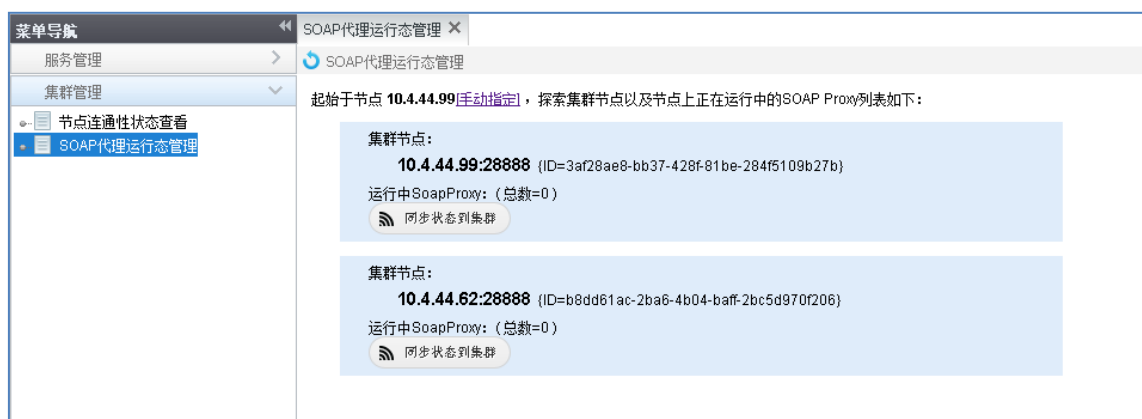 菜单导航
服务管理
集群管理
节点连通性状态查看
SOAP代理运行态管理
SOAP代理运行态管理
SOAP代理运行态管理
起始于节点 10.4.44.99[手动指定]，探索集群节点以及节点上正在运行中的SOAP Proxy列表如下：
集群节点：
10.4.44.99:28888 {ID=3af28ae8-bb37-428f-81be-284f5109b27b}
运行中SoapProxy:（总数=0）
同步状态到集群
集群节点：
10.4.44.62:28888 {ID=b8dd61ac-2ba6-4b04-baff-2bc5d970f206}
运行中SoapProxy:（总数=0）
同步状态到集群